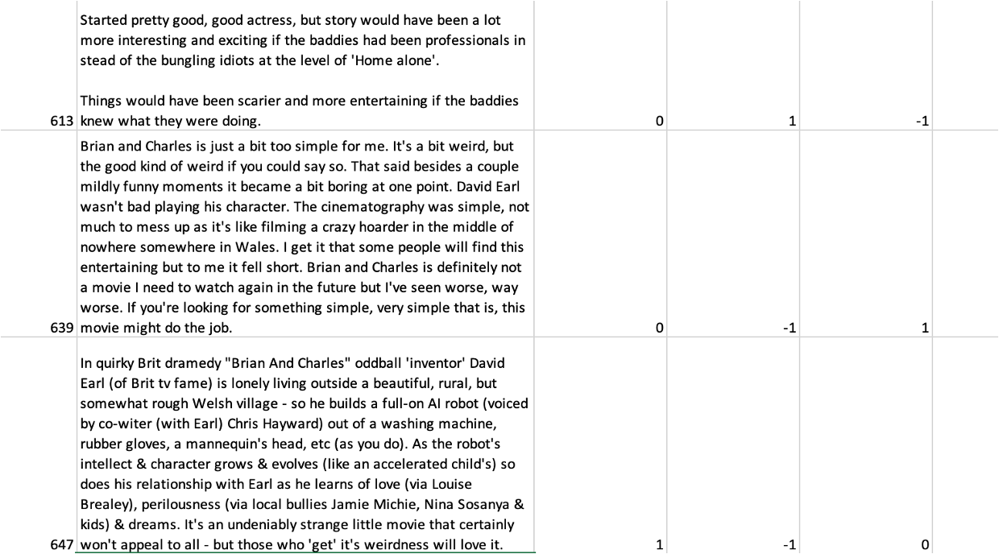 Started pretty good, good actress, but story would have been a lot
more interesting and exciting if the baddies had been professionals in
stead of the bungling idiots at the level of 'Home alone'.
Things would have been scarier and more entertaining if the baddies
613 knew what they were doing. 0 1 -1
Brian and Charles is just a bit too simple for me. It's a bit weird, but
the good kind of weird if you could say so. That said besides a couple
mildly funny moments it became a bit boring at one point. David Earl
wasn't bad playing his character. The cinematography was simple, not
much to mess up as it's like filming a crazy hoarder in the middle of
nowhere somewhere in Wales. I get it that some people will find this
entertaining but to me it fell short. Brian and Charles is definitely not
a movie I need to watch again in the future but I've seen worse, way
worse. If you're looking for something simple, very simple that is, this
639 movie might do the job. 0 -1 1
In quirky Brit dramedy "Brian And Charles" oddball 'inventor' David
Earl (of Brit tv fame) is lonely living outside a beautiful, rural, but
somewhat rough Welsh village - so he builds a full-on AI robot (voiced
by co-witer (with Earl) Chris Hayward) out of a washing machine,
rubber gloves, a mannequin's head, etc (as you do). As the robot's
intellect & character grows & evolves (like an accelerated child's) so
does his relationship with Earl as he learns of love (via Louise
Brealey), perilousness (via local bullies Jamie Michie, Nina Sosanya &
kids) & dreams. It's an undeniably strange little movie that certainly
647 won't appeal to all - but those who 'get' it's weirdness will love it. 1 -1 0